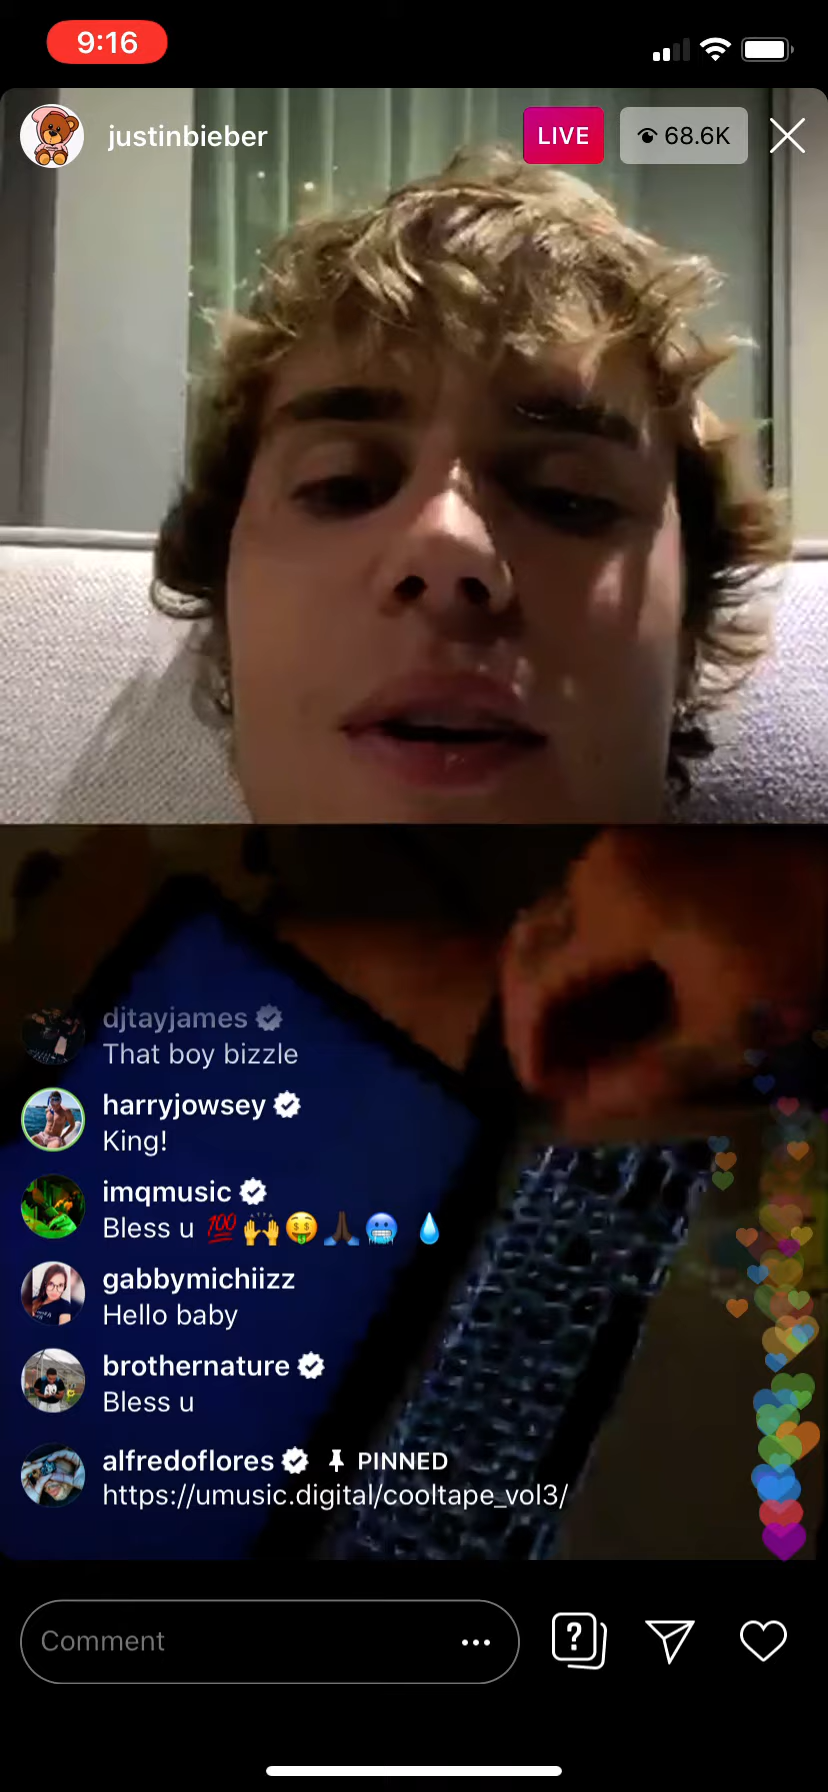 9:16
justinbieber LIVE 68.6K
djtayjames
That boy bizzle
harryjowsey
King!
imqmusic
Bless u 💯🙌🤑🙏🏿🥶 💧
gabbymichiizz
Hello baby
brothernature
Bless u
alfredoflores PINNED
https://umusic.digital/cooltape_vol3/
Comment